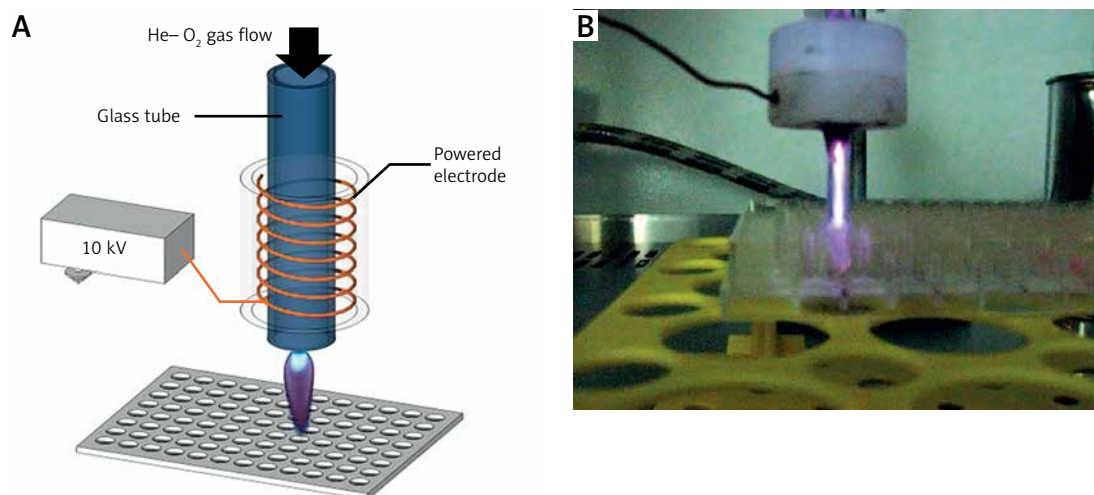 A
He– O₂ gas flow
Glass tube
Powered
electrode
10 kV
B